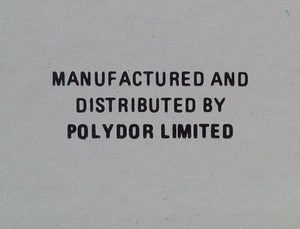 MANUFACTURED AND
DISTRIBUTED BY
POLYDOR LIMITED